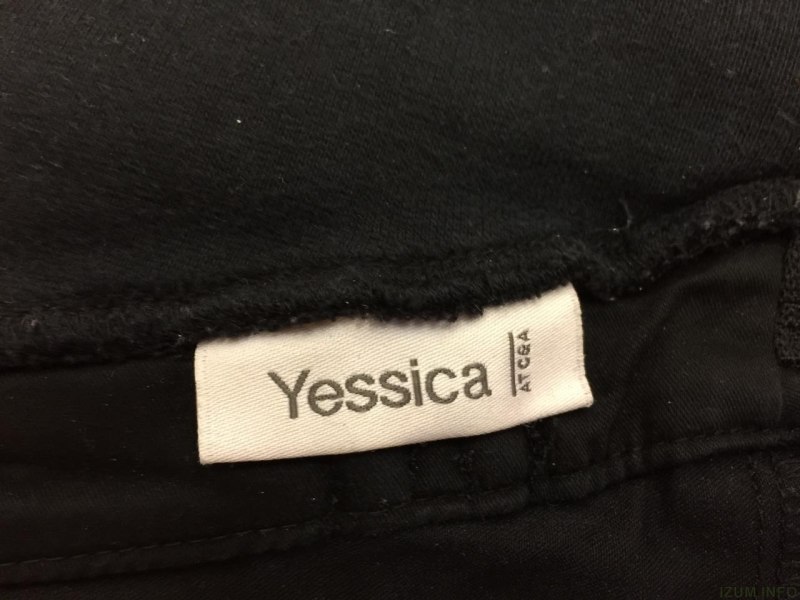 Yessica
AT C&A
IZUM.INFO